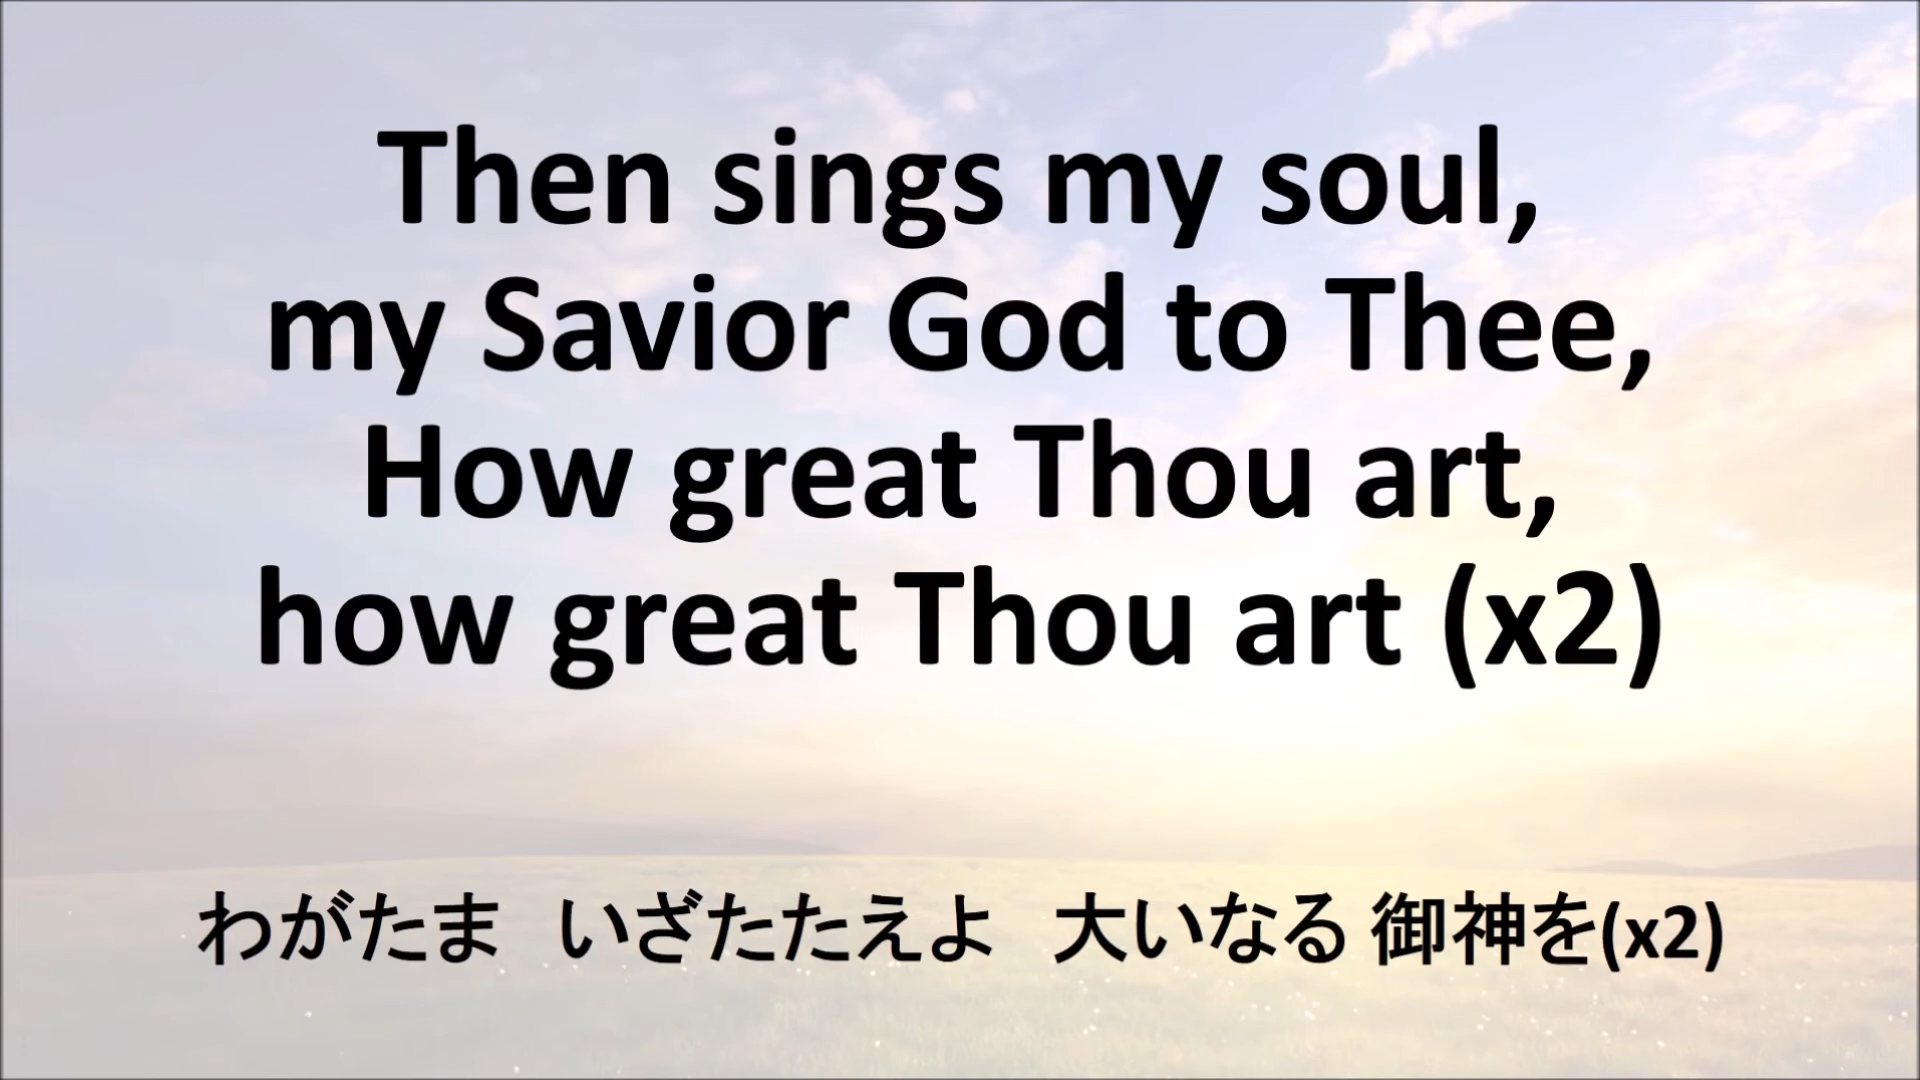 Then sings my soul,
my Savior God to Thee,
How great Thou art,
how great Thou art (x2)
わがたま　いざたたえよ　大いなる 御神を(x2)